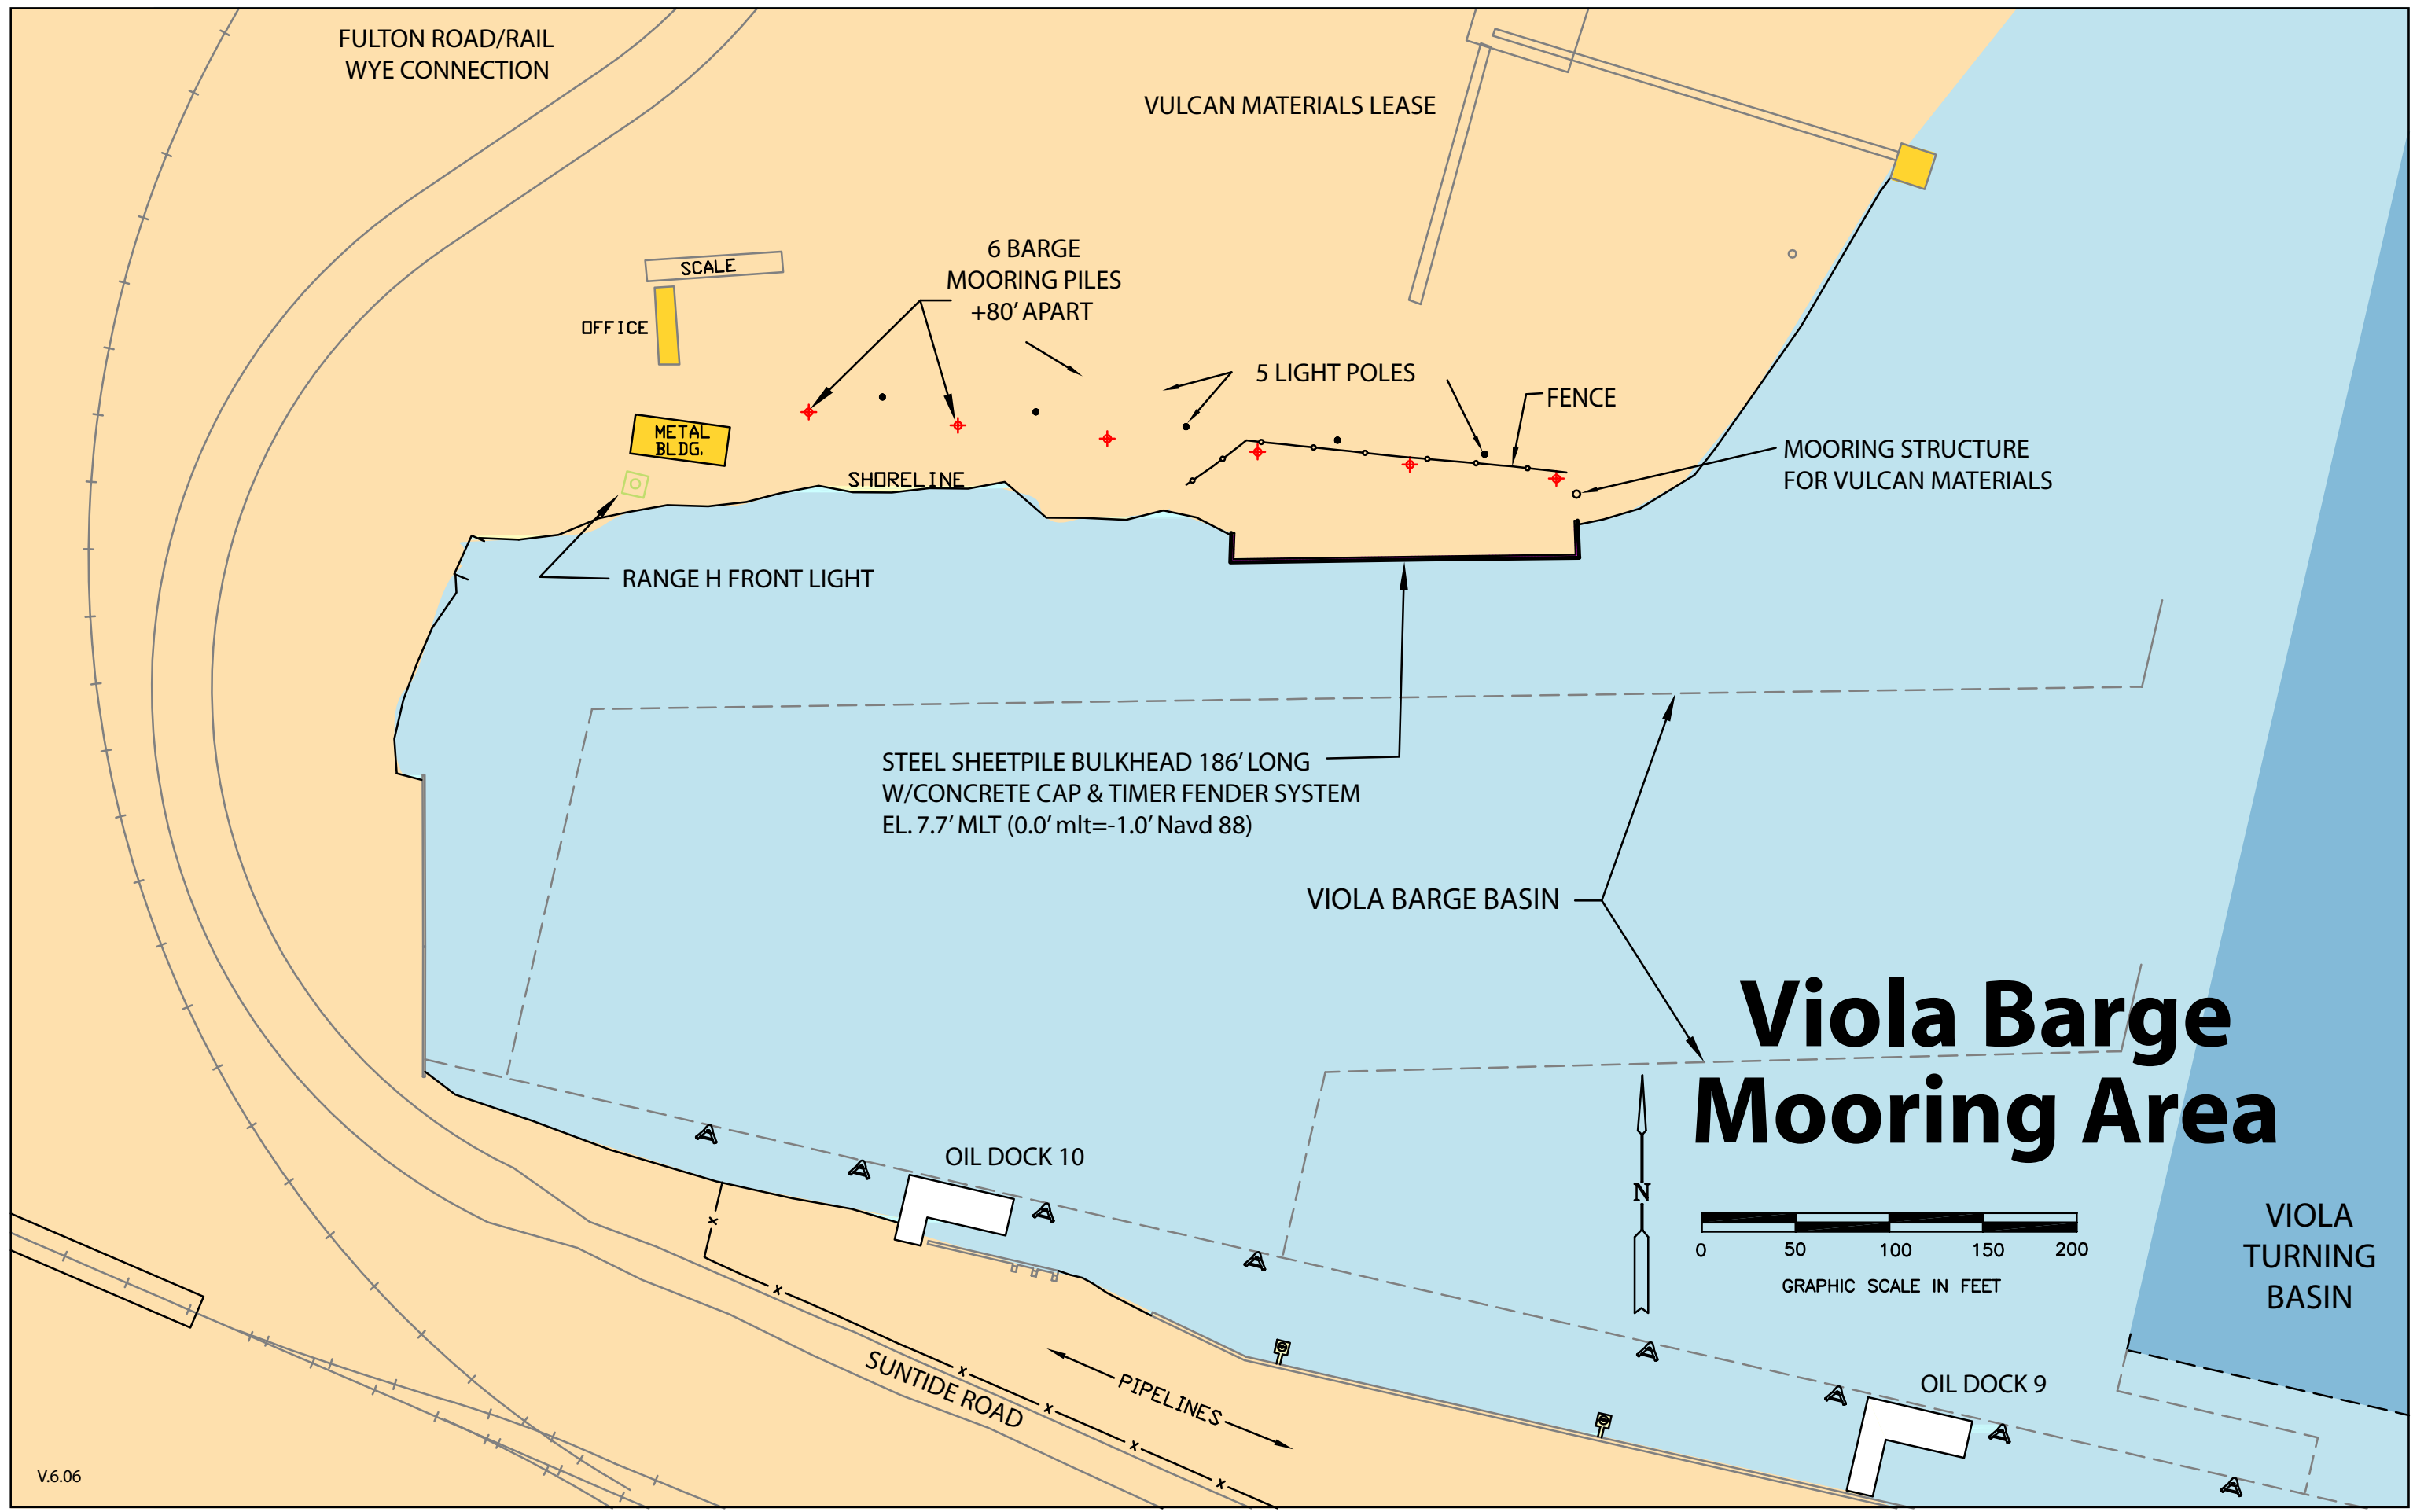 FULTON ROAD/RAIL
WYE CONNECTION
VULCAN MATERIALS LEASE
6 BARGE
MOORING PILES
+80’ APART
SCALE
OFFICE
5 LIGHT POLES
FENCE
METAL
BLDG.
MOORING STRUCTURE
FOR VULCAN MATERIALS
SHORELINE
RANGE H FRONT LIGHT
STEEL SHEETPILE BULKHEAD 186’ LONG
W/CONCRETE CAP & TIMER FENDER SYSTEM
EL. 7.7’ MLT (0.0’ mlt=-1.0’ Navd 88)
VIOLA BARGE BASIN
Viola Barge
Mooring Area
OIL DOCK 10
N
0 50 100 150 200
GRAPHIC SCALE IN FEET
VIOLA
TURNING
BASIN
SUNTIDE ROAD
PIPELINES
OIL DOCK 9
V.6.06